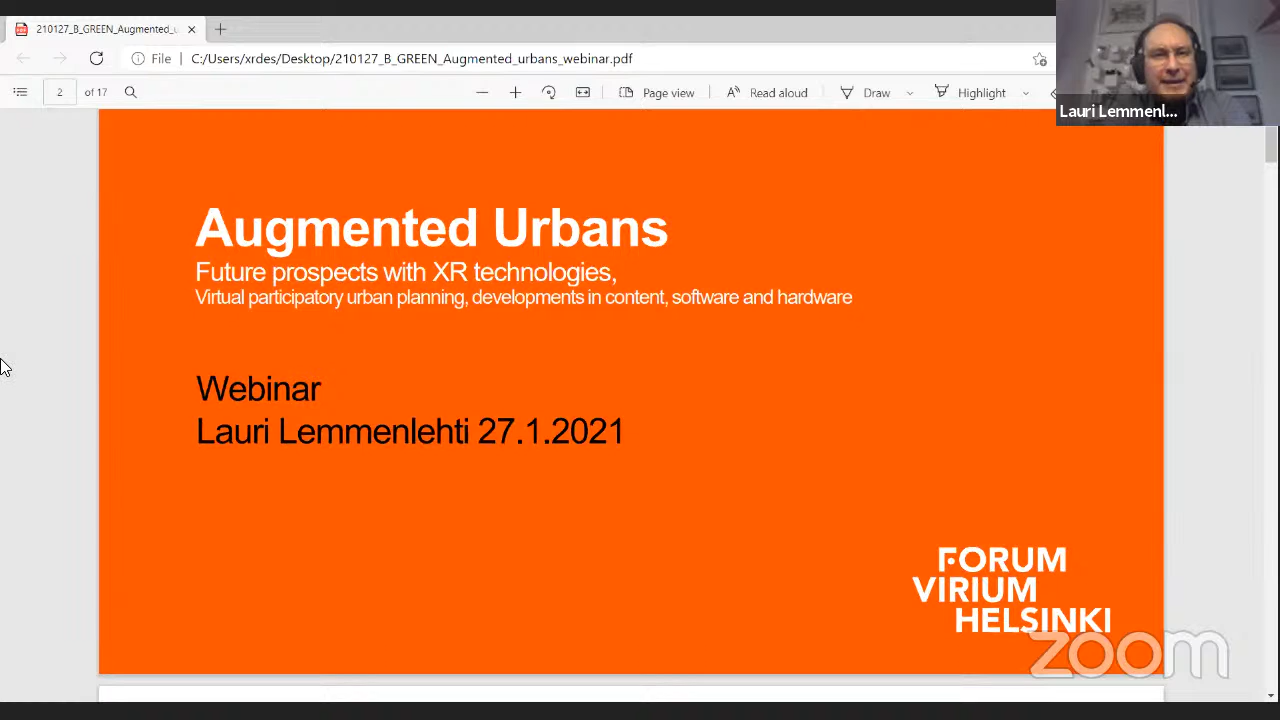 210127_B_GREEN_Augmented_u
File
C:/Users/xrdes/Desktop/210127_B_GREEN_Augmented_urbans_webinar.pdf
2 of 17
Page view
Read aloud
Draw
Highlight
Lauri Lemmenl...
Augmented Urbans
Future prospects with XR technologies,
Virtual participatory urban planning, developments in content, software and hardware
Webinar
Lauri Lemmenlehti 27.1.2021
FORUM
VIRIUM
HELSINKI
zoom